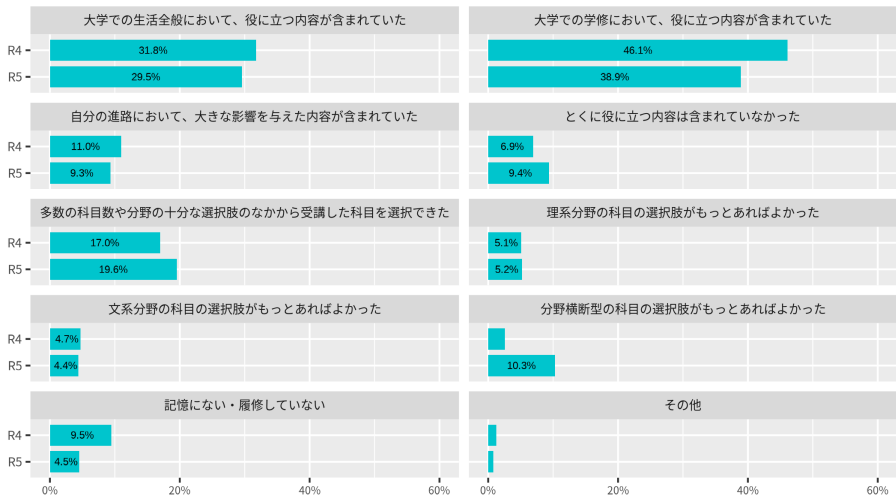 大学での生活全般において、役に立つ内容が含まれていた
大学での学修において、役に立つ内容が含まれていた
R4
31.8%
46.1%
R5
29.5%
38.9%
自分の進路において、大きな影響を与えた内容が含まれていた
とくに役に立つ内容は含まれていなかった
R4
11.0%
6.9%
R5
9.3%
9.4%
多数の科目数や分野の十分な選択肢のなかから受講した科目を選択できた
理系分野の科目の選択肢がもっとあればよかった
R4
17.0%
5.1%
R5
19.6%
5.2%
文系分野の科目の選択肢がもっとあればよかった
分野横断型の科目の選択肢がもっとあればよかった
R4
4.7%
R5
4.4%
10.3%
記憶にない・履修していない
その他
R4
9.5%
R5
4.5%
0%
20%
40%
60%
0%
20%
40%
60%